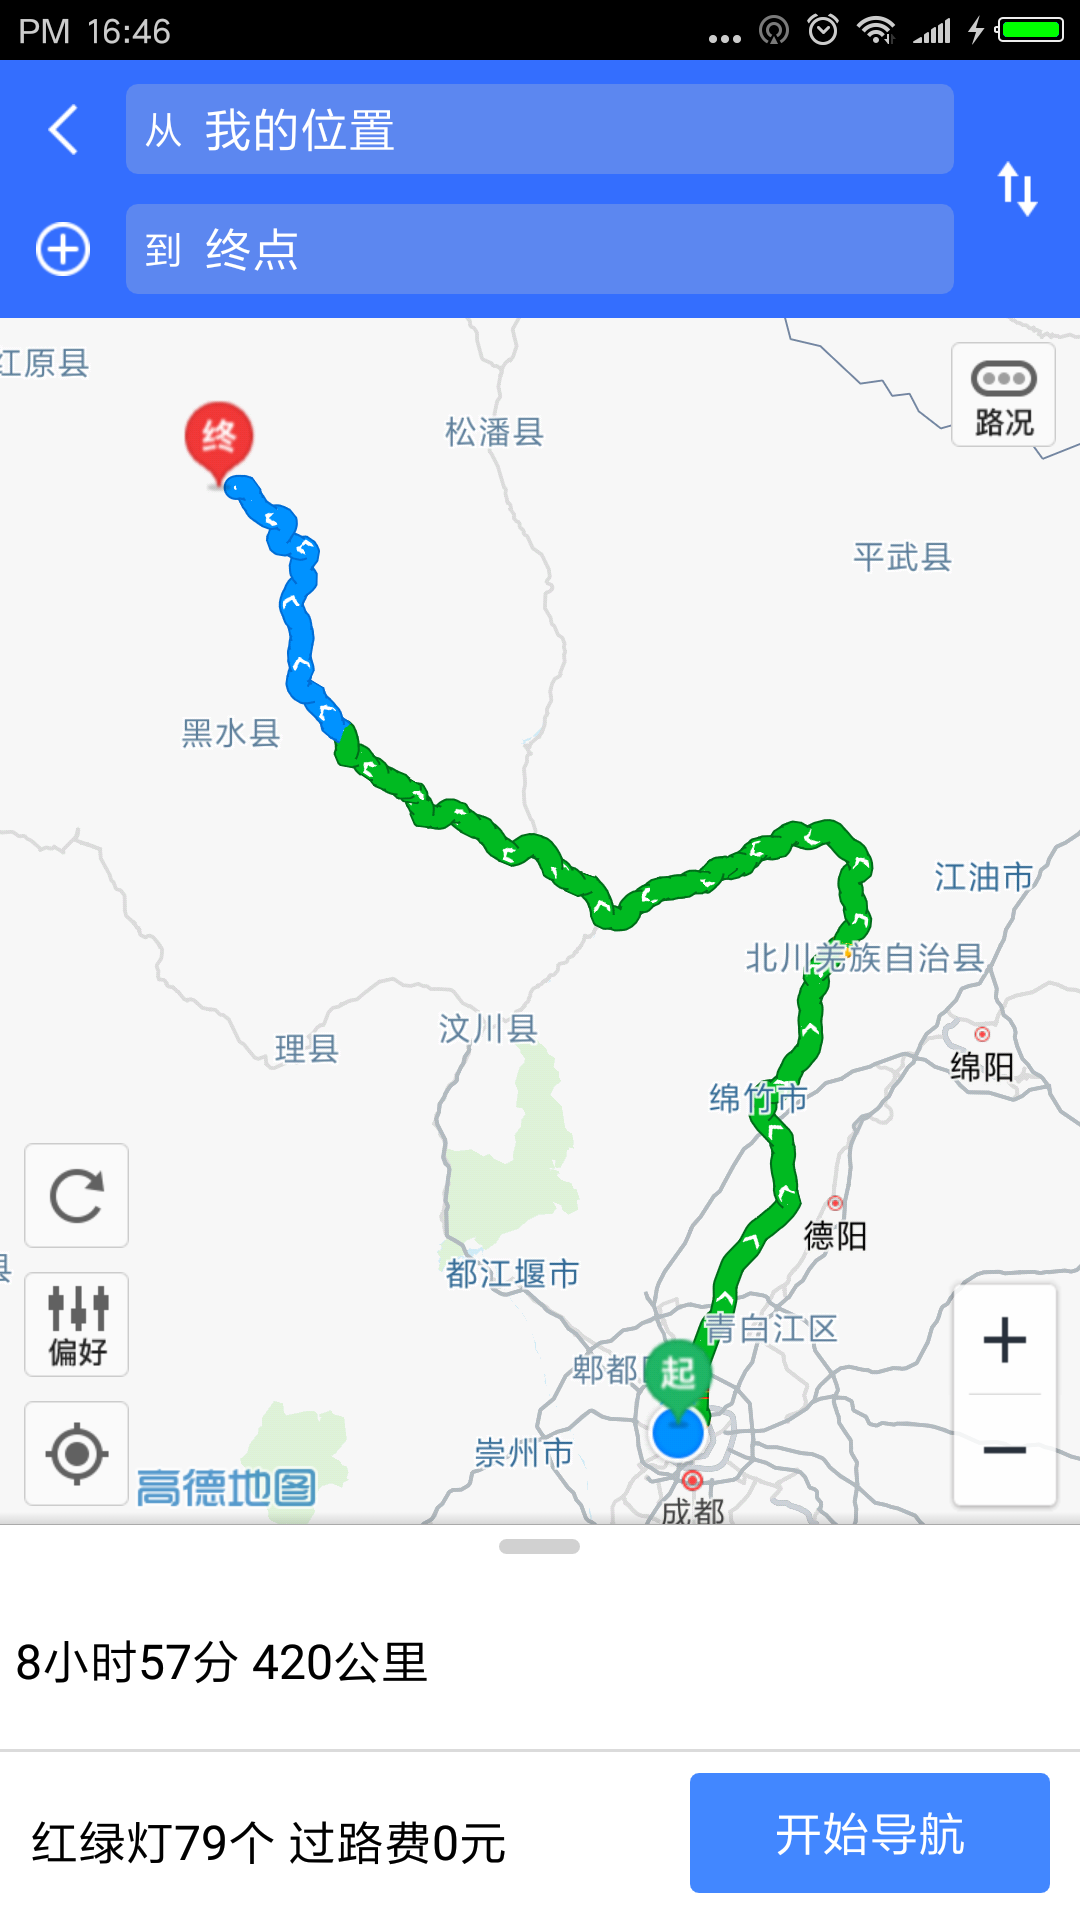 PM 16:46
从 我的位置
到 终点
红原县
路况
终
松潘县
平武县
黑水县
江油市
北川羌族自治县
汶川县
理县
绵阳
绵竹市
德阳
都江堰市
县
偏好
青白江区
郫都
起
崇州市
高德地图
成都
8小时57分 420公里
红绿灯79个 过路费0元
开始导航